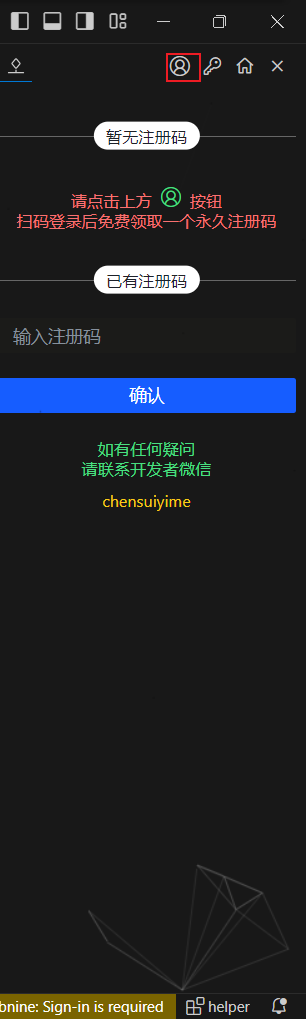 暂无注册码
请点击上方 按钮
扫码登录后免费领取一个永久注册码
已有注册码
输入注册码
确认
如有任何疑问
请联系开发者微信
chensuiyime
bnine: Sign-in is required helper